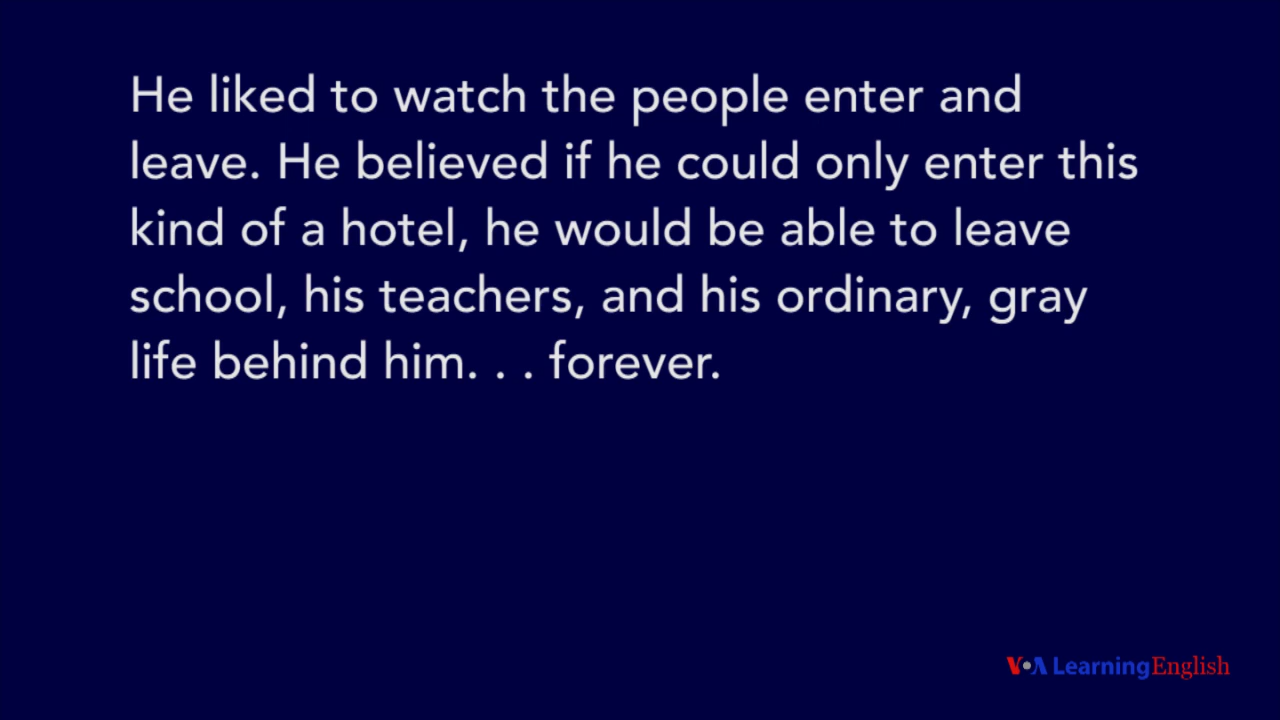 He liked to watch the people enter and
leave. He believed if he could only enter this
kind of a hotel, he would be able to leave
school, his teachers, and his ordinary, gray
life behind him. . . forever.
VOA Learning English